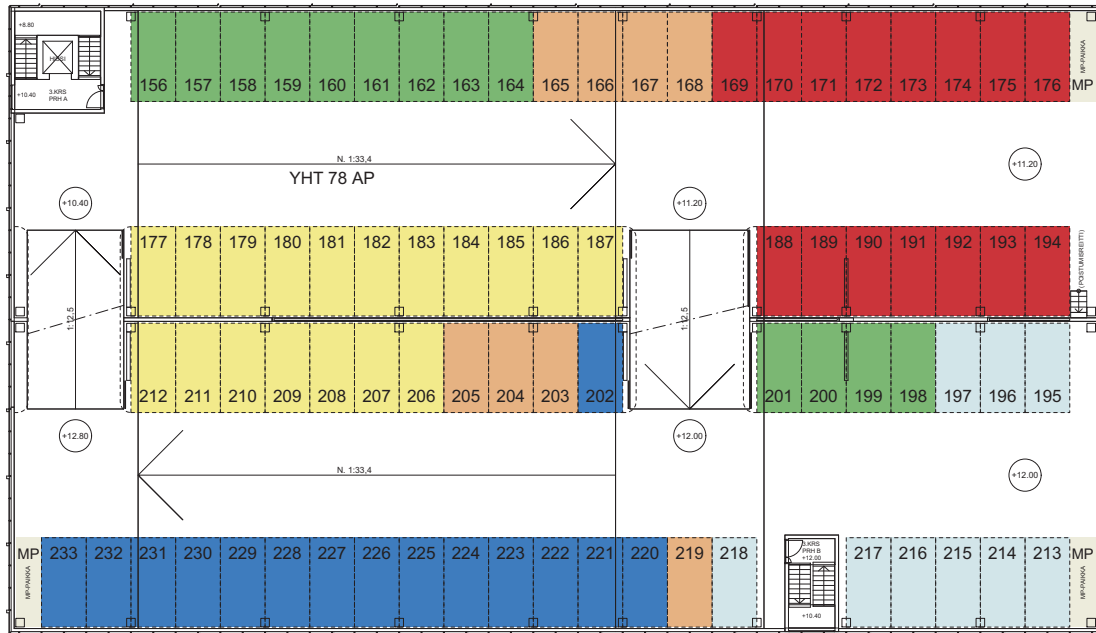 +8.80
HISSI
+10.40
3.KRS
PRH A
156 157 158 159 160 161 162 163 164 165 166 167 168 169 170 171 172 173 174 175 176 MP
MP-PAIKKA
N. 1:33,4
YHT 78 AP
+11.20
+10.40
+11.20
177 178 179 180 181 182 183 184 185 186 187 188 189 190 191 192 193 194
(POISTUMISREITTI)
1:12,5
1:12,5
212 211 210 209 208 207 206 205 204 203 202 201 200 199 198 197 196 195
+12.80
+12.00
N. 1:33,4
+12.00
MP 233 232 231 230 229 228 227 226 225 224 223 222 221 220 219 218
MP-PAIKKA
3.KRS
PRH B
+12.00
+10.40
217 216 215 214 213 MP
MP-PAIKKA